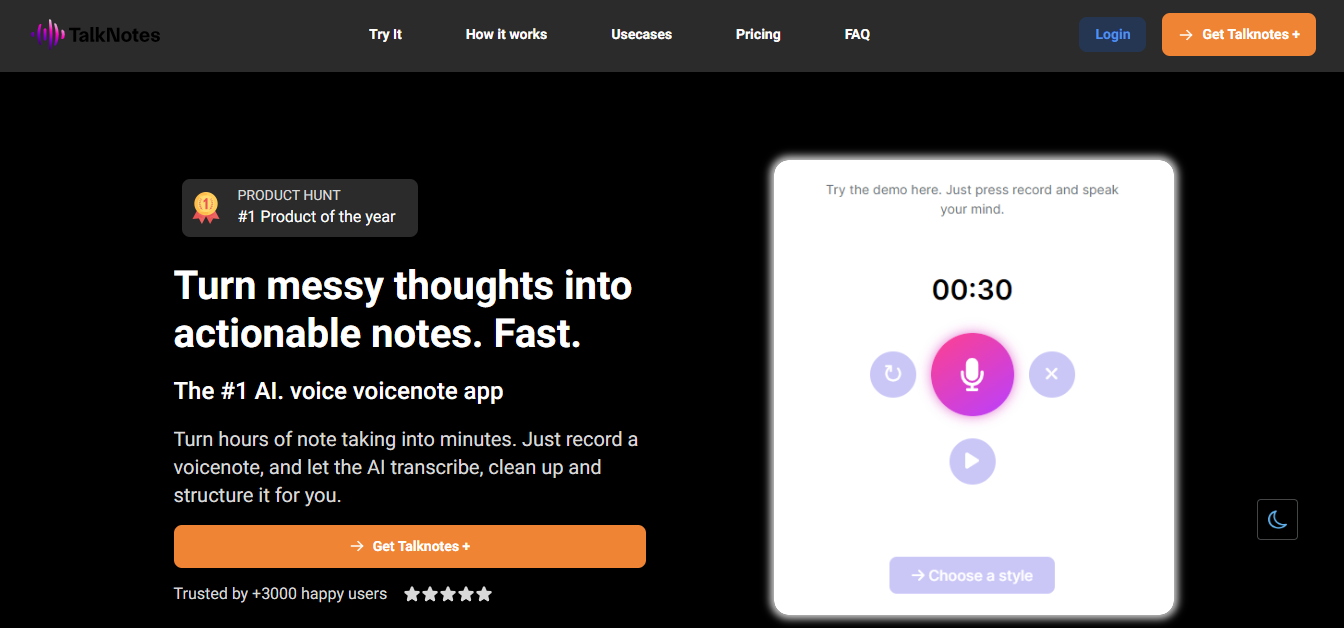 TalkNotes
Try It
How it works
Usecases
Pricing
FAQ
Login
→ Get Talknotes +
PRODUCT HUNT
1
#1 Product of the year
Turn messy thoughts into
actionable notes. Fast.
The #1 AI. voice voicenote app
Turn hours of note taking into minutes. Just record a
voicenote, and let the AI transcribe, clean up and
structure it for you.
→ Get Talknotes +
Trusted by +3000 happy users
Try the demo here. Just press record and speak
your mind.
00:30
→ Choose a style